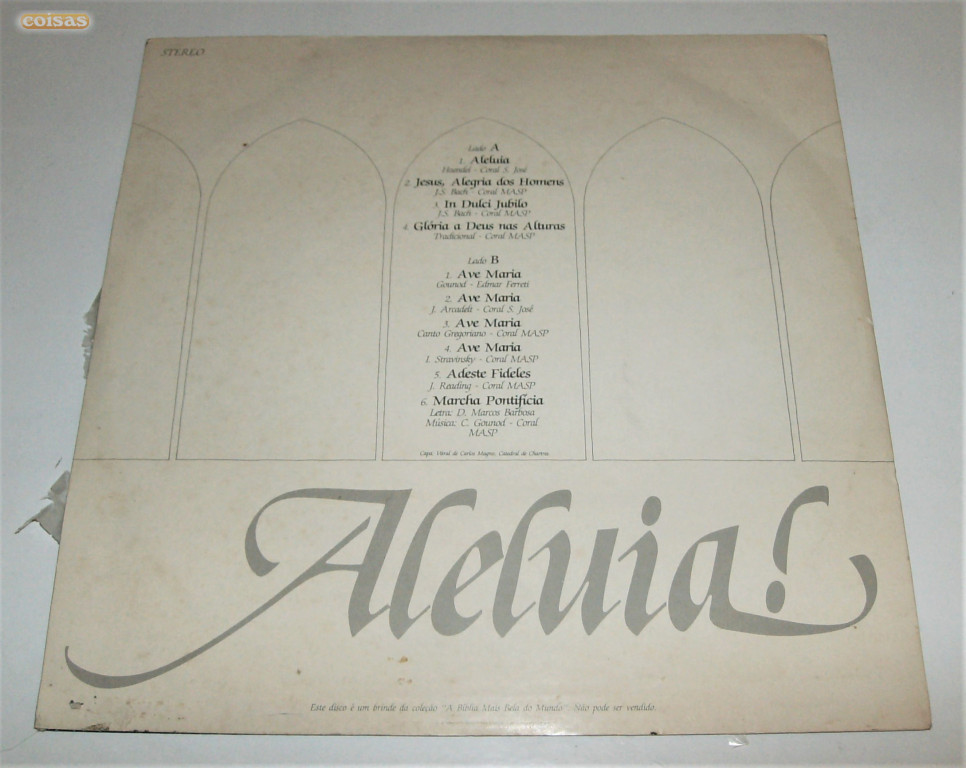 coisas
STEREO
Lado A
1. Aleluia
Haendel - Coral S. José
2. Jesus, Alegria dos Homens
J.S. Bach - Coral MASP
3. In Dulci Jubilo
J.S. Bach - Coral MASP
4. Glória a Deus nas Alturas
Tradicional - Coral MASP
Lado B
1. Ave Maria
Gounod - Edmar Ferreti
2. Ave Maria
J. Arcadelt - Coral S. José
3. Ave Maria
Canto Gregoriano - Coral MASP
4. Ave Maria
I. Stravinsky - Coral MASP
5. Adeste Fideles
J. Reading - Coral MASP
6. Marcha Pontifícia
Letra: D. Marcos Barbosa
Música: C. Gounod - Coral
MASP
Capa: Vitral de Carlos Magno, Catedral de Chartres
Aleluia!
Este disco é um brinde da coleção "A Bíblia Mais Bela do Mundo". Não pode ser vendido.